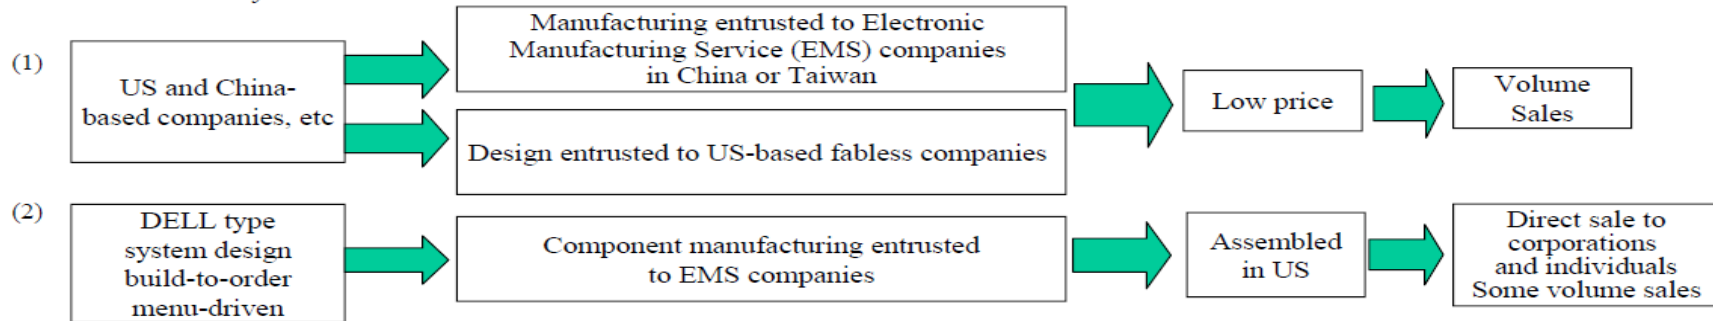 (1)
US and China-
based companies, etc
Manufacturing entrusted to Electronic
Manufacturing Service (EMS) companies
in China or Taiwan
Design entrusted to US-based fabless companies
Low price
Volume
Sales
(2)
DELL type
system design
build-to-order
menu-driven
Component manufacturing entrusted
to EMS companies
Assembled
in US
Direct sale to
corporations
and individuals
Some volume sales